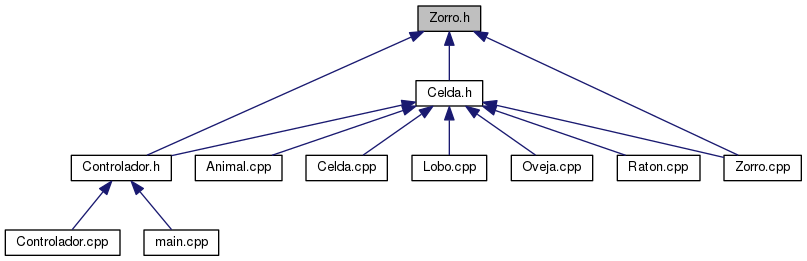 Zorro.h
Celda.h
Controlador.h
Animal.cpp
Celda.cpp
Lobo.cpp
Oveja.cpp
Raton.cpp
Zorro.cpp
Controlador.cpp
main.cpp